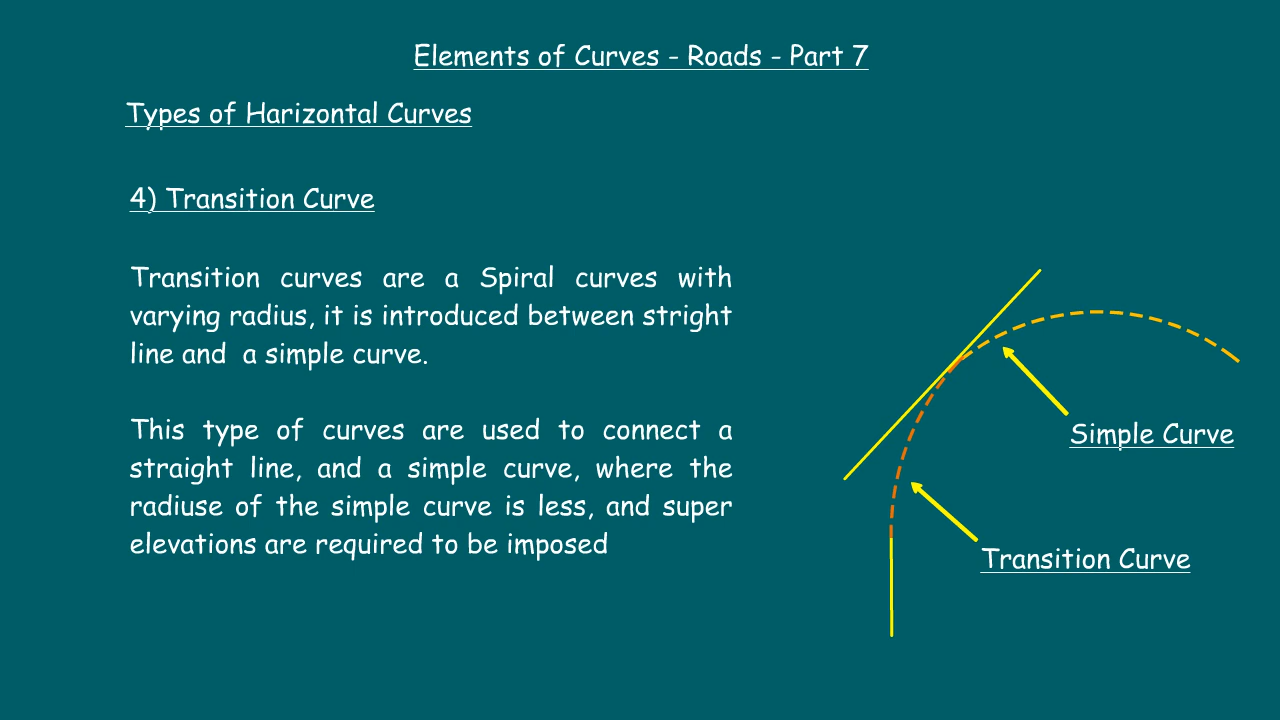 Elements of Curves - Roads - Part 7
Types of Harizontal Curves
4) Transition Curve
Transition curves are a Spiral curves with
varying radius, it is introduced between stright
line and a simple curve.
This type of curves are used to connect a
straight line, and a simple curve, where the
radiuse of the simple curve is less, and super
elevations are required to be imposed
Simple Curve
Transition Curve